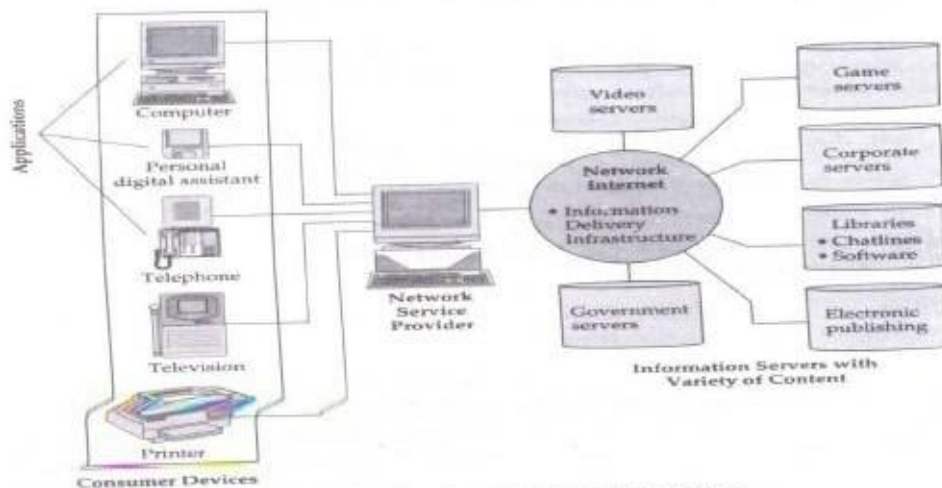 Applications
Computer
Personal
digital assistant
Telephone
Television
Printer
Consumer Devices
Network
Service
Provider
Video
servers
Network
Internet
• Information
Delivery
Infrastructure
Government
servers
Game
servers
Corporate
servers
Libraries
• Chatlines
• Software
Electronic
publishing
Information Servers with
Variety of Content